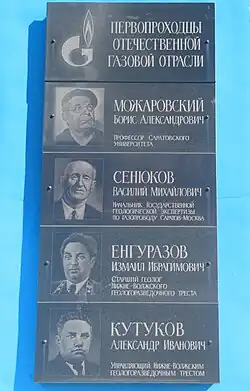 ПЕРВОПРОХОДЦЫ
ОТЕЧЕСТВЕННОЙ
ГАЗОВОЙ ОТРАСЛИ
МОЖАРОВСКИЙ
БОРИС АЛЕКСАНДРОВИЧ
ПРОФЕССОР САРАТОВСКОГО
УНИВЕРСИТЕТА
СЕНЮКОВ
ВАСИЛИЙ МИХАЙЛОВИЧ
НАЧАЛЬНИК ГОСУДАРСТВЕННОЙ
ГЕОЛОГИЧЕСКОЙ ЭКСПЕРТИЗЫ
ПО ГАЗОПРОВОДУ САРАТОВ-МОСКВА
ЕНГУРАЗОВ
ИЗМАИЛ ИБРАГИМОВИЧ
СТАРШИЙ ГЕОЛОГ
НИЖНЕ-ВОЛЖСКОГО
ГЕОЛОГОРАЗВЕДОЧНОГО ТРЕСТА
КУТУКОВ
АЛЕКСАНДР ИВАНОВИЧ
УПРАВЛЯЮЩИЙ НИЖНЕ-ВОЛЖСКИМ
ГЕОЛОГОРАЗВЕДОЧНЫМ ТРЕСТОМ